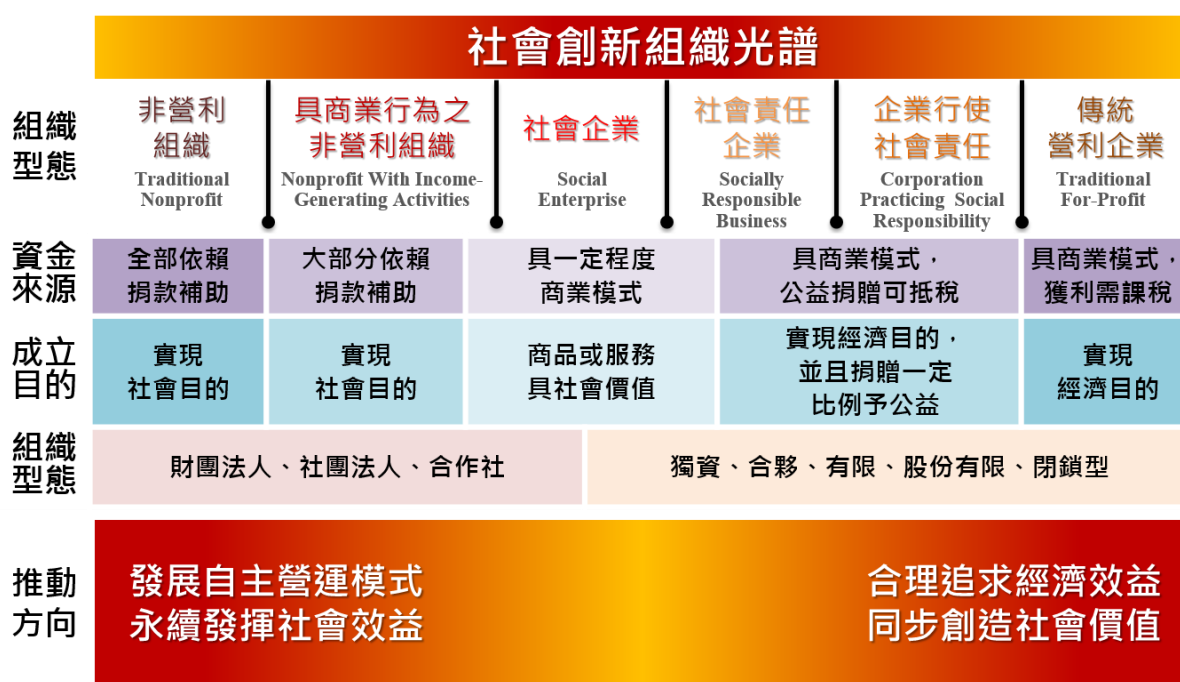 社會創新組織光譜
組織
型態
非營利
組織
Traditional
Nonprofit
具商業行為之
非營利組織
Nonprofit With Income-
Generating Activities
社會企業
Social
Enterprise
社會責任
企業
Socially
Responsible
Business
企業行使
社會責任
Corporation
Practicing Social
Responsibility
傳統
營利企業
Traditional
For-Profit
資金
來源
全部依賴
捐款補助
大部分依賴
捐款補助
具一定程度
商業模式
具商業模式，
公益捐贈可抵稅
具商業模式，
獲利需課稅
成立
目的
實現
社會目的
實現
社會目的
商品或服務
具社會價值
實現經濟目的，
並且捐贈一定
比例予公益
實現
經濟目的
組織
型態
財團法人、社團法人、合作社
獨資、合夥、有限、股份有限、閉鎖型
推動
方向
發展自主營運模式
永續發揮社會效益
合理追求經濟效益
同步創造社會價值